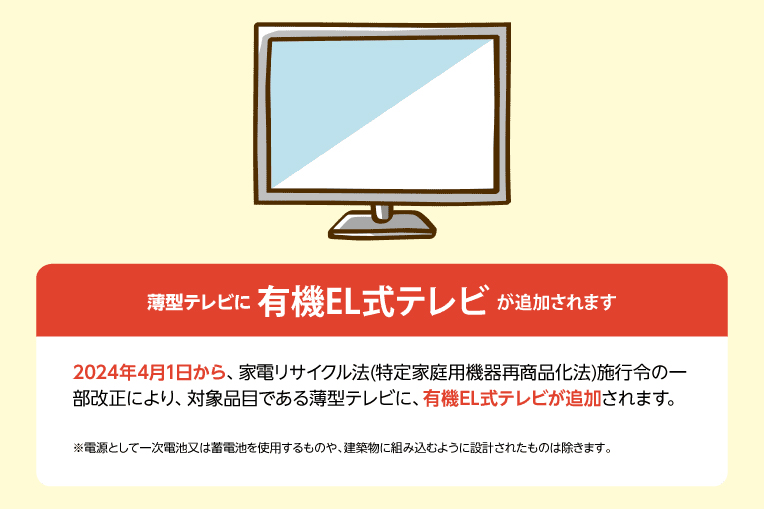 薄型テレビに 有機EL式テレビ が追加されます
2024年4月1日から、家電リサイクル法(特定家庭用機器再商品化法)施行令の一
部改正により、対象品目である薄型テレビに、有機EL式テレビが追加されます。
※電源として一次電池又は蓄電池を使用するものや、建築物に組み込むように設計されたものは除きます。